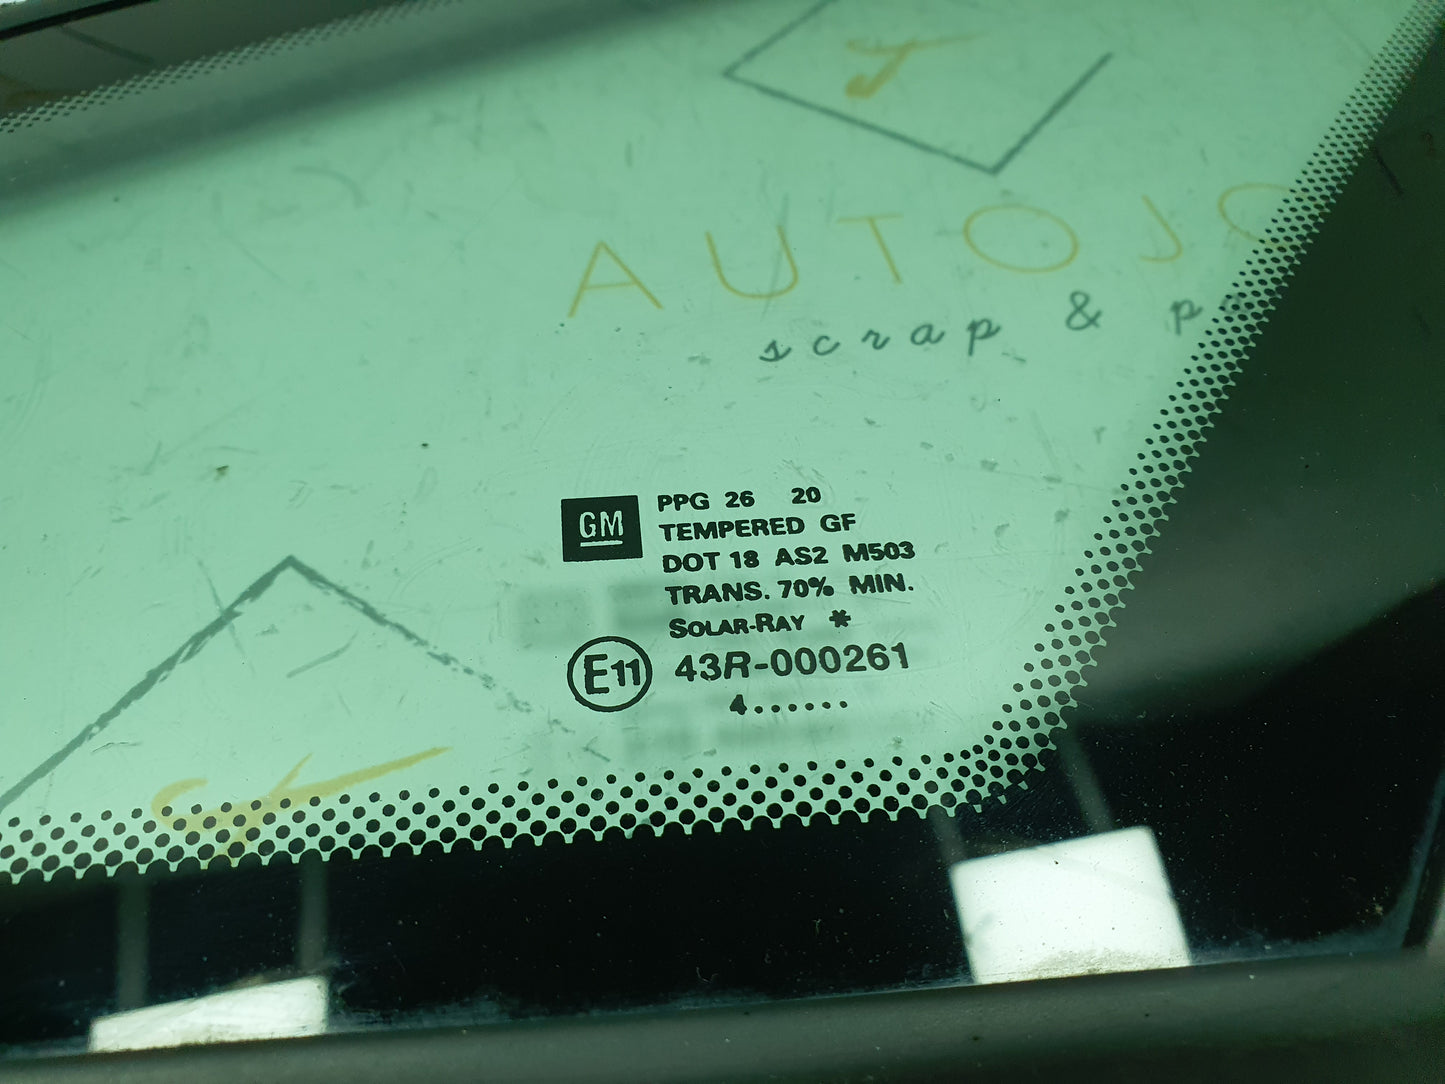 AUTOJO
scrap & p
GM
PPG 26 20
TEMPERED GF
DOT 18 AS2 M503
TRANS. 70% MIN.
SOLAR-RAY *
E11 43R-000261
4......